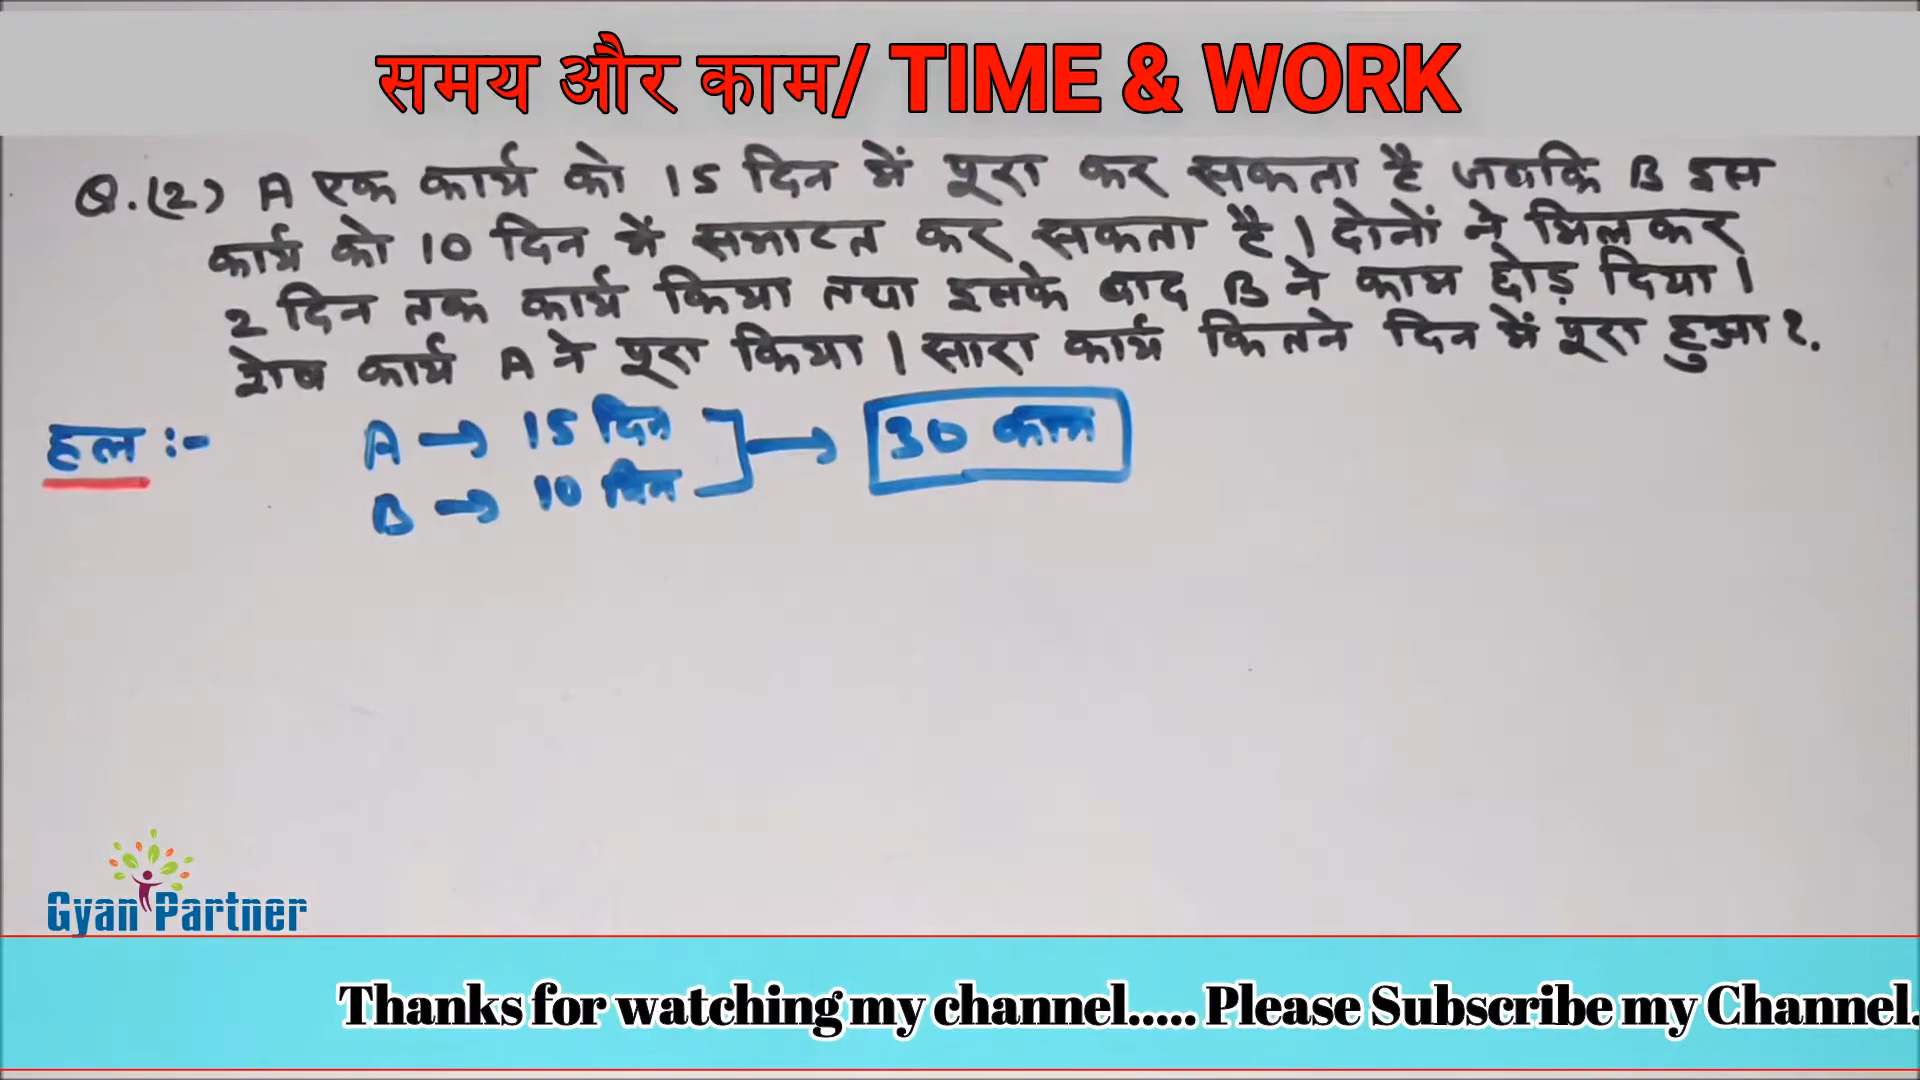 समय और काम/ TIME & WORK
Q.(2) A एक कार्य को 15 दिन में पूरा कर सकता है जबकि B इस
कार्य को 10 दिन में समाप्त कर सकता है । दोनों ने मिलकर
2 दिन तक कार्य किया तथा इसके बाद B ने काम छोड़ दिया ।
शेष कार्य A ने पूरा किया । सारा कार्य कितने दिन में पूरा हुआ ?.
हल :- A → 15 दिन → 30 काम
B → 10 दिन
Gyan Partner
Thanks for watching my channel..... Please Subscribe my Channel.